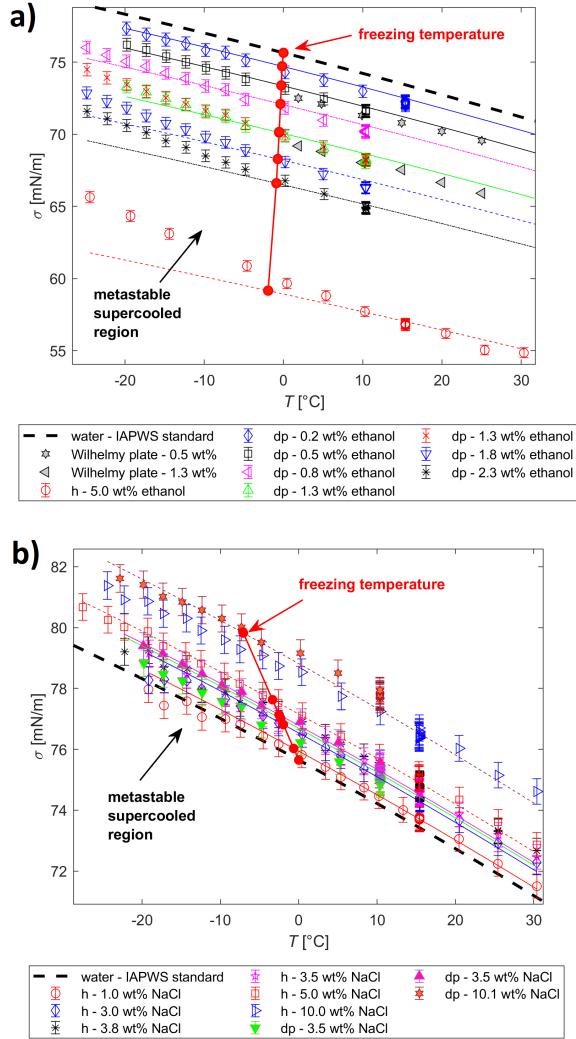 a)
75
70
65
60
55
σ [mN/m]
freezing temperature
metastable
supercooled
region
-20 -10 0 10 20 30
T [°C]
water - IAPWS standard
Wilhelmy plate - 0.5 wt%
Wilhelmy plate - 1.3 wt%
h - 5.0 wt% ethanol
dp - 0.2 wt% ethanol
dp - 0.5 wt% ethanol
dp - 0.8 wt% ethanol
dp - 1.3 wt% ethanol
dp - 1.3 wt% ethanol
dp - 1.8 wt% ethanol
dp - 2.3 wt% ethanol
b)
82
80
78
76
74
72
σ [mN/m]
freezing temperature
metastable
supercooled
region
-20 -10 0 10 20 30
T [°C]
water - IAPWS standard
h - 1.0 wt% NaCl
h - 3.0 wt% NaCl
h - 3.8 wt% NaCl
h - 3.5 wt% NaCl
h - 5.0 wt% NaCl
h - 10.0 wt% NaCl
dp - 3.5 wt% NaCl
dp - 3.5 wt% NaCl
dp - 10.1 wt% NaCl